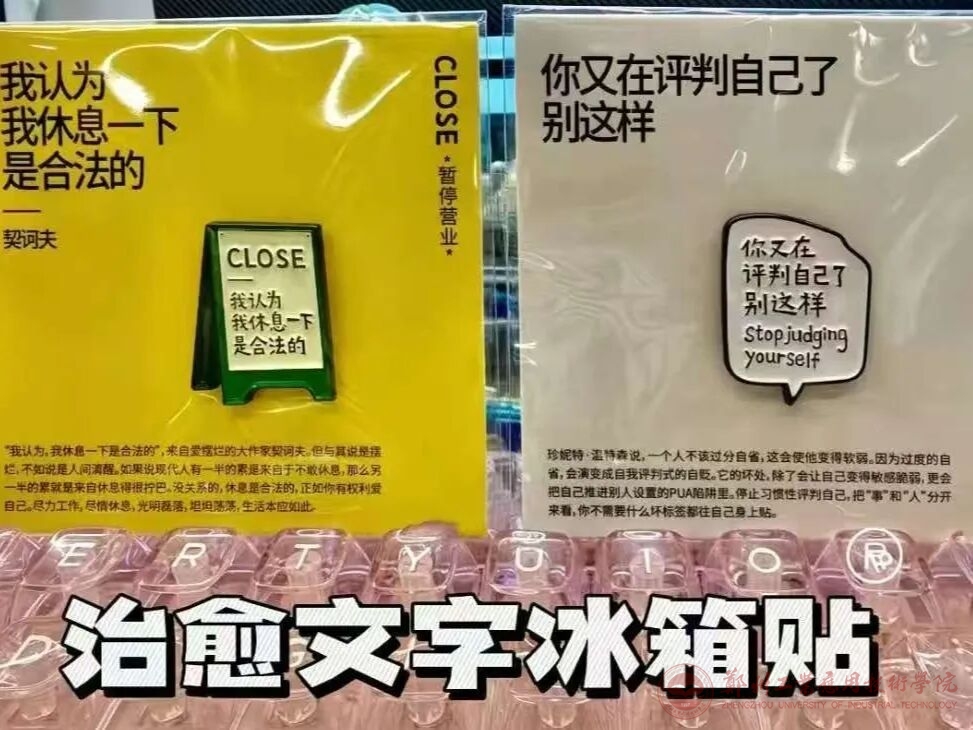 我认为
我休息一下
是合法的
契诃夫
CLOSE *暂停营业*
CLOSE
我认为
我休息一下
是合法的
“我认为，我休息一下是合法的”，来自爱摆烂的大作家契诃夫。但与其说是摆
烂，不如说是人间清醒。如果说现代人有一半的累是来自于不敢休息，那么另
一半的累就是来自休息得很拧巴。没关系的，休息是合法的，正如你有权利爱
自己。尽力工作，尽情休息，光明磊落，坦坦荡荡，生活本应如此。
你又在评判自己了
别这样
你又在
评判自己了
别这样
Stop judging
yourself
珍妮特·温特森说，一个人不该过分自省，这会使他变得软弱。因为过度的自
省，会演变成自我评判式的自贬。它的坏处，除了会让自己变得敏感脆弱，更会
把自己推进别人设置的PUA陷阱里。停止习惯性评判自己，把“事”和“人”分开
来看，你不需要什么坏标签都往自己身上贴。
E R T Y U I O
治愈文字冰箱贴
ZHENGZHOU UNIVERSITY OF INDUSTRIAL TECHNOLOGY